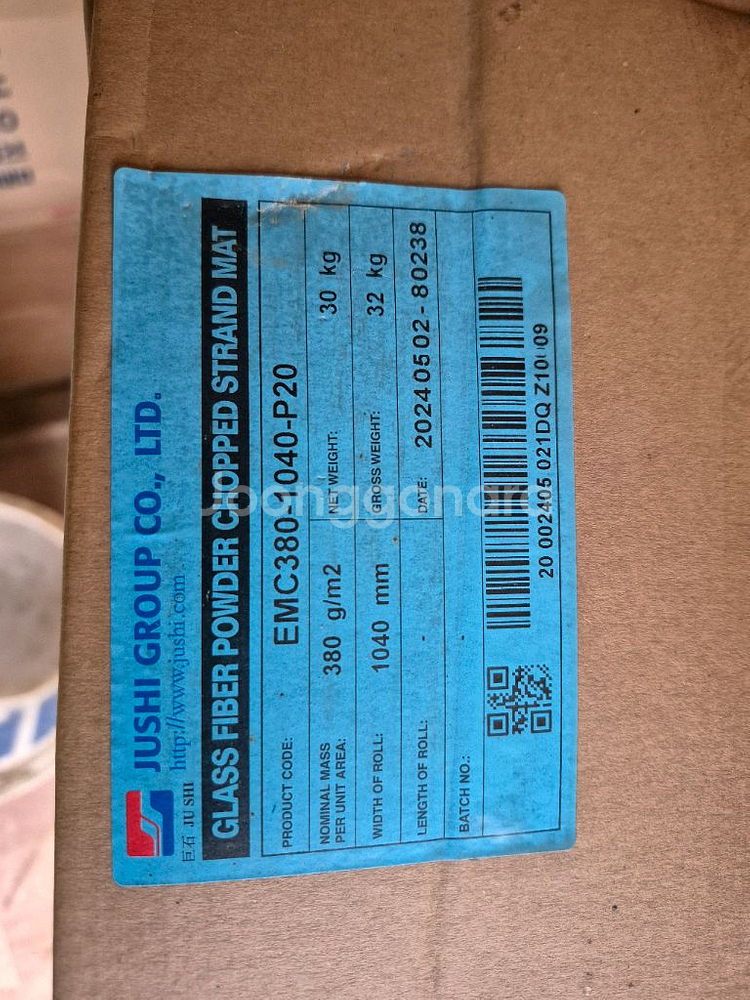 JUSHI GROUP CO., LTD.
巨石 JU SHI http://www.jushi.com
GLASS FIBER POWDER CHOPPED STRAND MAT
PRODUCT CODE: EMC380-1040-P20
NOMINAL MASS
PER UNIT AREA: 380 g/m2 NET WEIGHT: 30 kg
WIDTH OF ROLL: 1040 mm GROSS WEIGHT: 32 kg
LENGTH OF ROLL: - DATE: 20240502-80238
BATCH NO.: -
20 002405 021DQ
Joonggonara